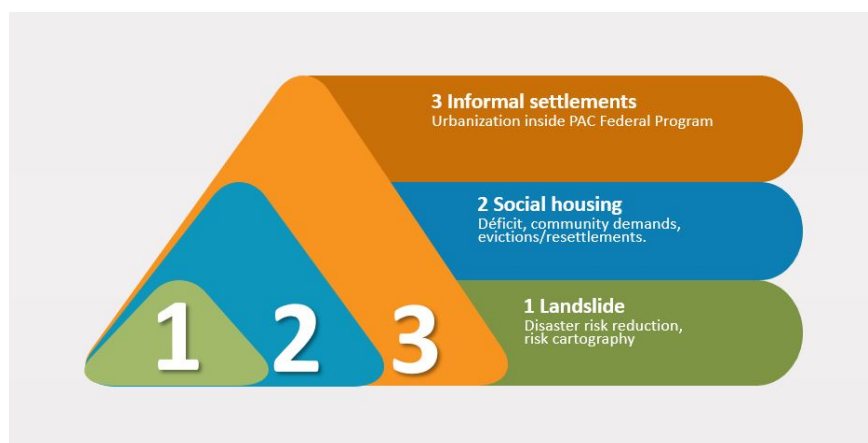 3 Informal settlements
Urbanization inside PAC Federal Program
2 Social housing
Déficit, community demands,
evictions/resettlements.
1 Landslide
Disaster risk reduction,
risk cartography
1 2 3